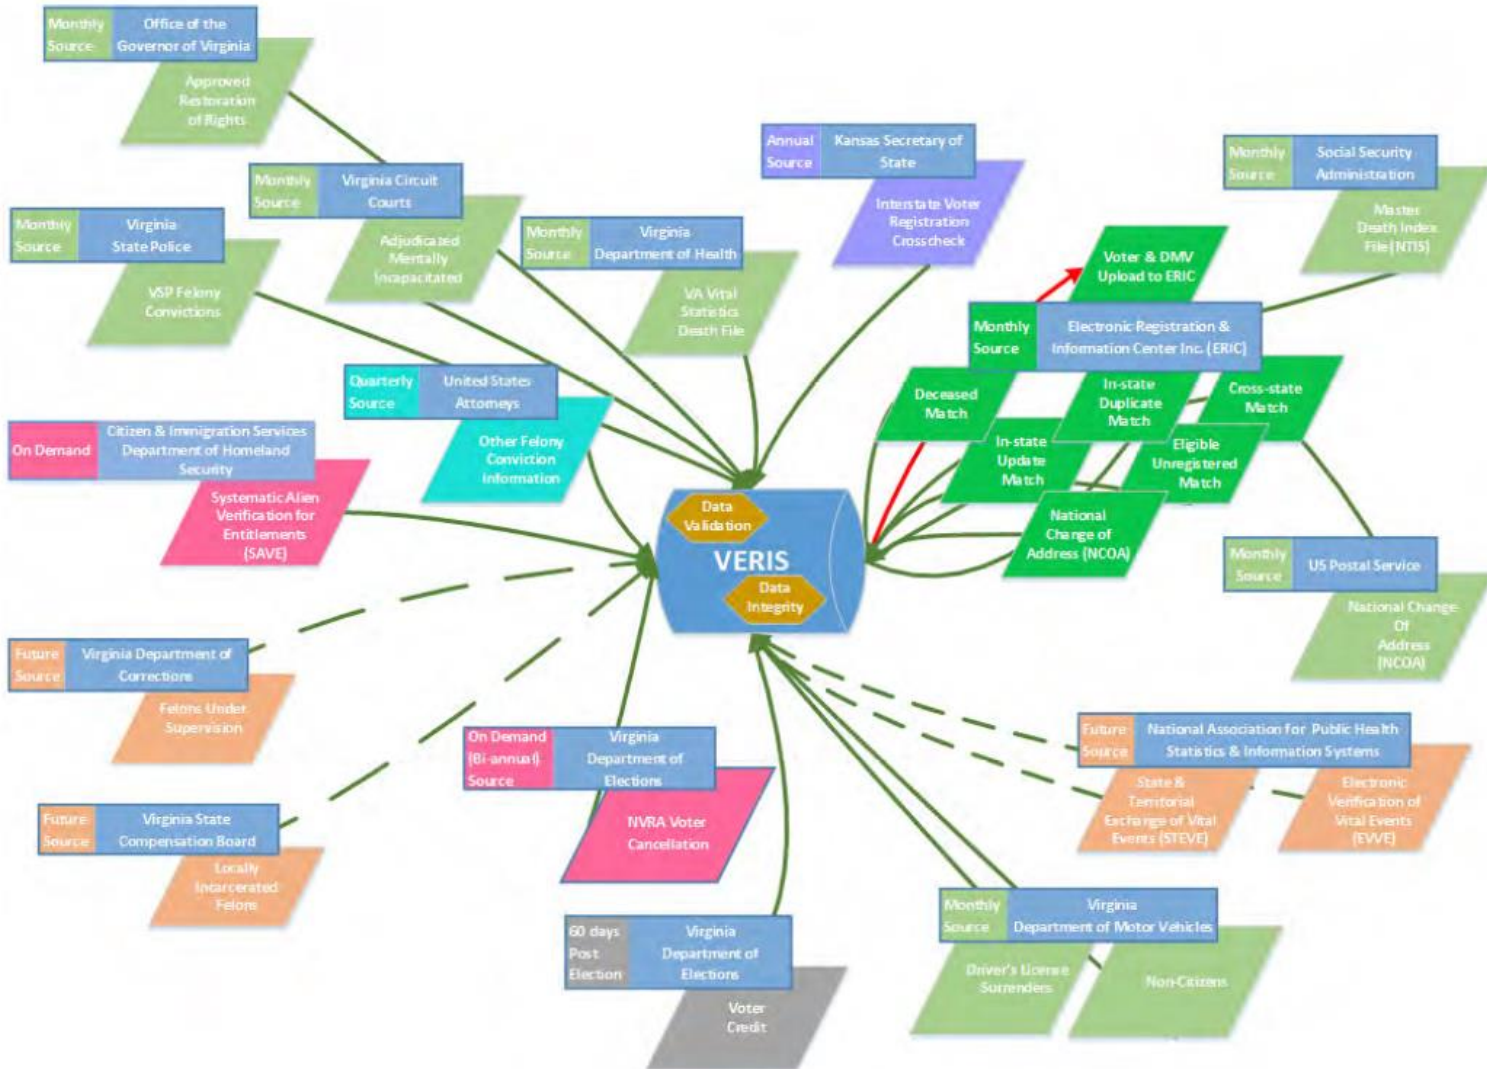 Monthly
Source
Office of the
Governor of Virginia
Approved
Restoration
of Rights
Monthly
Source
Virginia Circuit
Courts
Adjudicated
Mentally
Incapacitated
Monthly
Source
Virginia
State Police
VSP Felony
Convictions
Monthly
Source
Virginia
Department of Health
VA Vital
Statistics
Death File
Annual
Source
Kansas Secretary of
State
Interstate Voter
Registration
Crosscheck
Monthly
Source
Social Security
Administration
Master
Death Index
File (NTIS)
Voter & DMV
Upload to ERIC
Monthly
Source
Electronic Registration &
Information Center Inc. (ERIC)
Deceased
Match
In-state
Duplicate
Match
Cross-state
Match
In-state
Update
Match
Eligible
Unregistered
Match
National
Change of
Address (NCOA)
Quarterly
Source
United States
Attorneys
Other Felony
Conviction
Information
On Demand
Citizen & Immigration Services
Department of Homeland
Security
Systematic Alien
Verification for
Entitlements
(SAVE)
Data
Validation
VERIS
Data
Integrity
Monthly
Source
US Postal Service
National Change
Of
Address
(NCOA)
Future
Source
Virginia Department of
Corrections
Felons Under
Supervision
Future
Source
Virginia State
Compensation Board
Locally
Incarcerated
Felons
On Demand
(Bi-annual)
Source
Virginia
Department of
Elections
NVRA Voter
Cancellation
60 days
Post
Election
Virginia
Department of
Elections
Voter
Credit
Future
Source
National Association for Public Health
Statistics & Information Systems
State &
Territorial
Exchange of Vital
Events (STEVE)
Electronic
Verification of
Vital Events
(EVVE)
Monthly
Source
Virginia
Department of Motor Vehicles
Driver's License
Surrenders
Non-Citizens